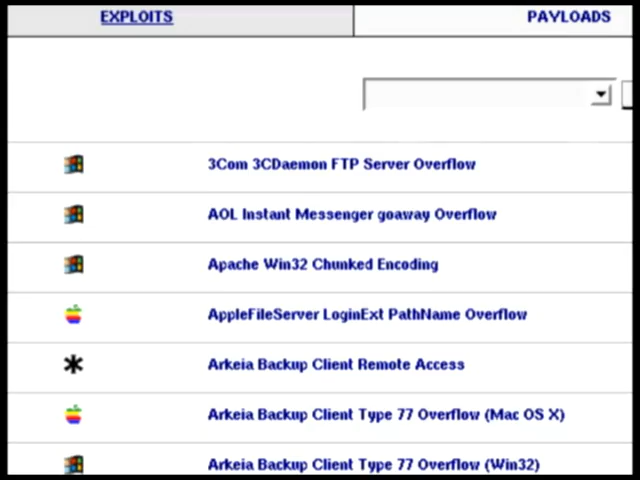 EXPLOITS
PAYLOADS
3Com 3CDaemon FTP Server Overflow
AOL Instant Messenger goaway Overflow
Apache Win32 Chunked Encoding
AppleFileServer LoginExt PathName Overflow
Arkeia Backup Client Remote Access
Arkeia Backup Client Type 77 Overflow (Mac OS X)
Arkeia Backup Client Type 77 Overflow (Win32)